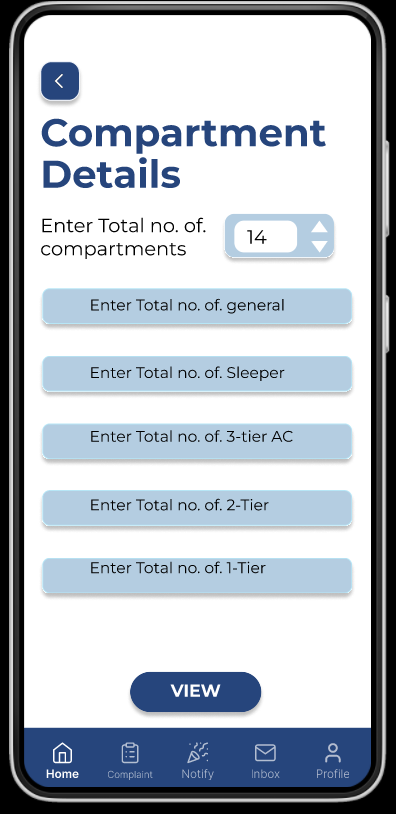 Compartment
Details
Enter Total no. of.
compartments
14
Enter Total no. of. general
Enter Total no. of. Sleeper
Enter Total no. of. 3-tier AC
Enter Total no. of. 2-Tier
Enter Total no. of. 1-Tier
VIEW
Home Complaint Notify Inbox Profile